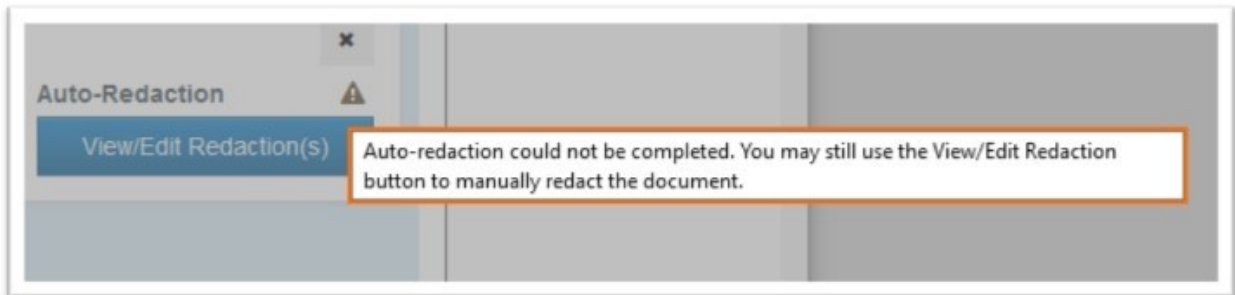 Auto-Redaction
View/Edit Redaction(s)
Auto-redaction could not be completed. You may still use the View/Edit Redaction
button to manually redact the document.